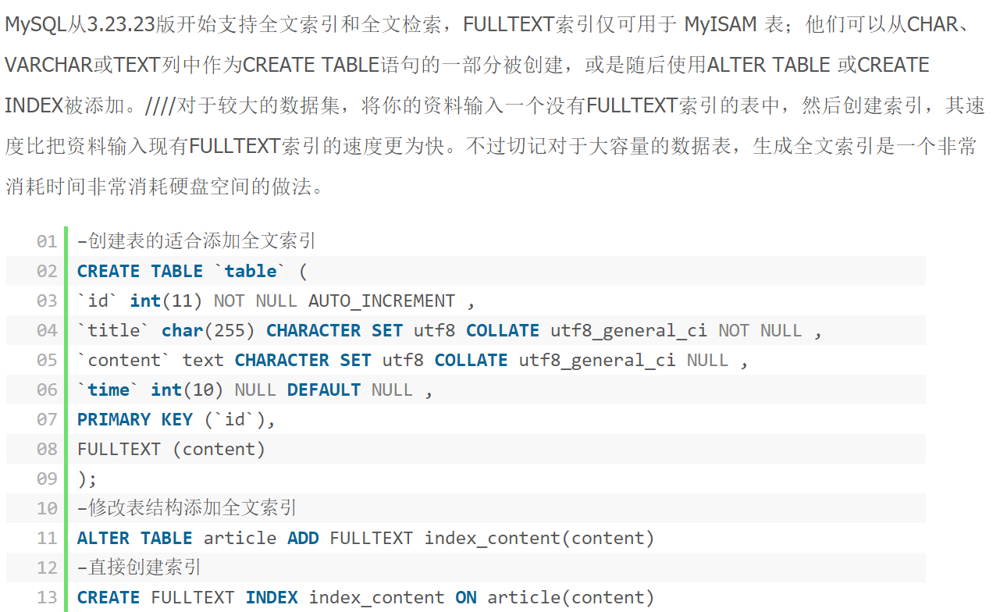 MySQL从3.23.23版开始支持全文索引和全文检索，FULLTEXT索引仅可用于 MyISAM 表；他们可以从CHAR、
VARCHAR或TEXT列中作为CREATE TABLE语句的一部分被创建，或是随后使用ALTER TABLE 或CREATE
INDEX被添加。////对于较大的数据集，将你的资料输入一个没有FULLTEXT索引的表中，然后创建索引，其速
度比把资料输入现有FULLTEXT索引的速度更为快。不过切记对于大容量的数据表，生成全文索引是一个非常
消耗时间非常消耗硬盘空间的做法。
01 –创建表的适合添加全文索引
02 CREATE TABLE `table` (
03 `id` int(11) NOT NULL AUTO_INCREMENT ,
04 `title` char(255) CHARACTER SET utf8 COLLATE utf8_general_ci NOT NULL ,
05 `content` text CHARACTER SET utf8 COLLATE utf8_general_ci NULL ,
06 `time` int(10) NULL DEFAULT NULL ,
07 PRIMARY KEY (`id`),
08 FULLTEXT (content)
09 );
10 –修改表结构添加全文索引
11 ALTER TABLE article ADD FULLTEXT index_content(content)
12 –直接创建索引
13 CREATE FULLTEXT INDEX index_content ON article(content)